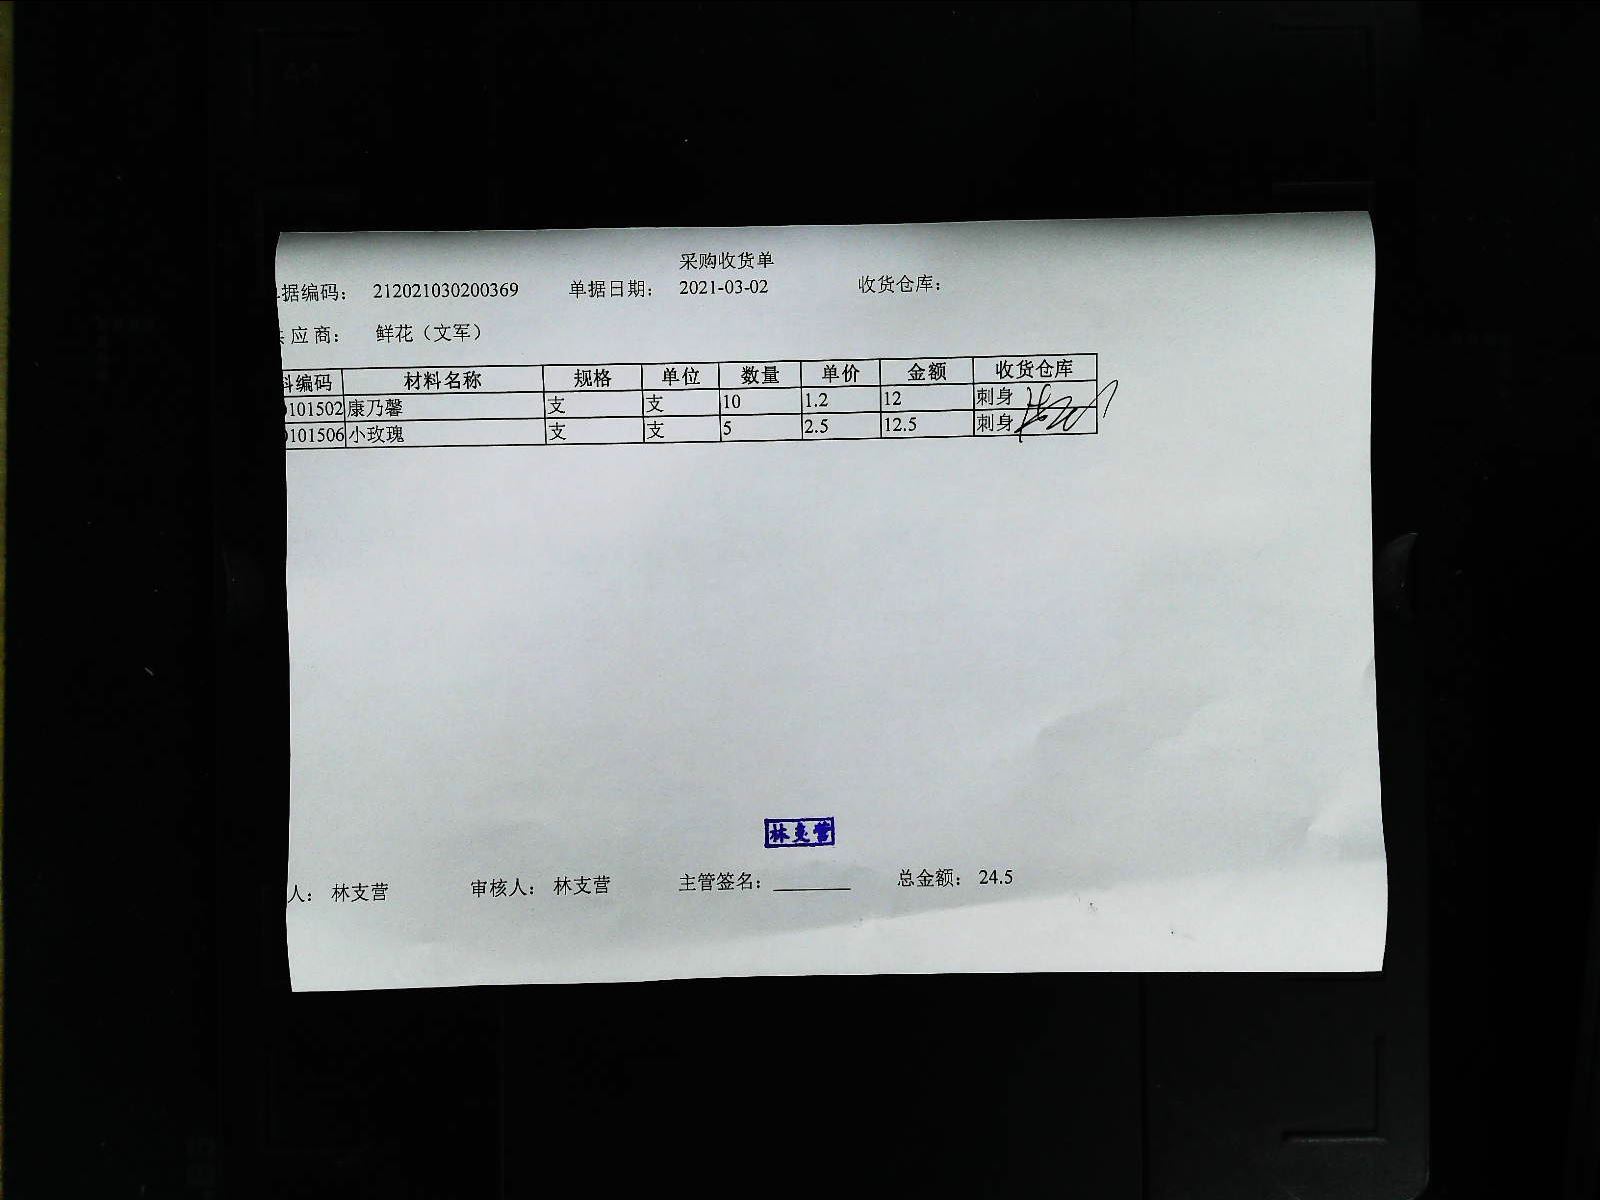 采购收货单
据编码： 212021030200369 单据日期： 2021-03-02 收货仓库：
应商： 鲜花（文军）
料编码 材料名称 规格 单位 数量 单价 金额 收货仓库
0101502 康乃馨 支 支 10 1.2 12 刺身
0101506 小玫瑰 支 支 5 2.5 12.5 刺身
林支营
人： 林支营 审核人： 林支营 主管签名：________ 总金额： 24.5